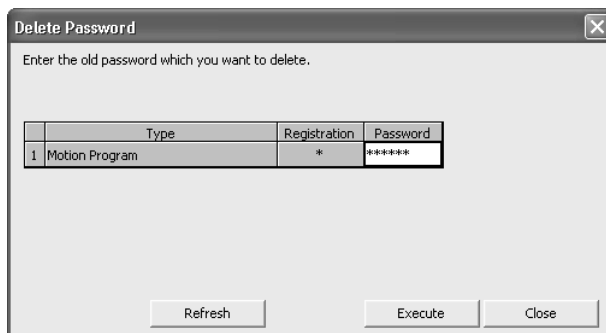 Delete Password
Enter the old password which you want to delete.
Type Registration Password
1 Motion Program * ******
Refresh Execute Close